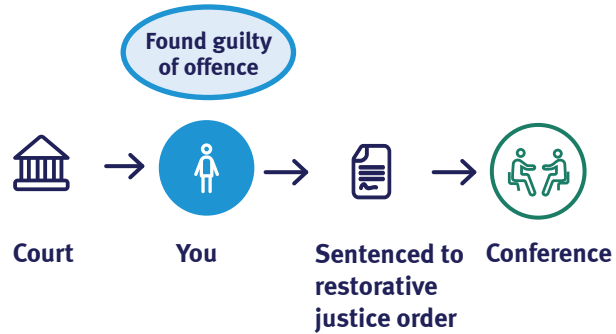 Found guilty
of offence
Court
You
Sentenced to
restorative
justice order
Conference